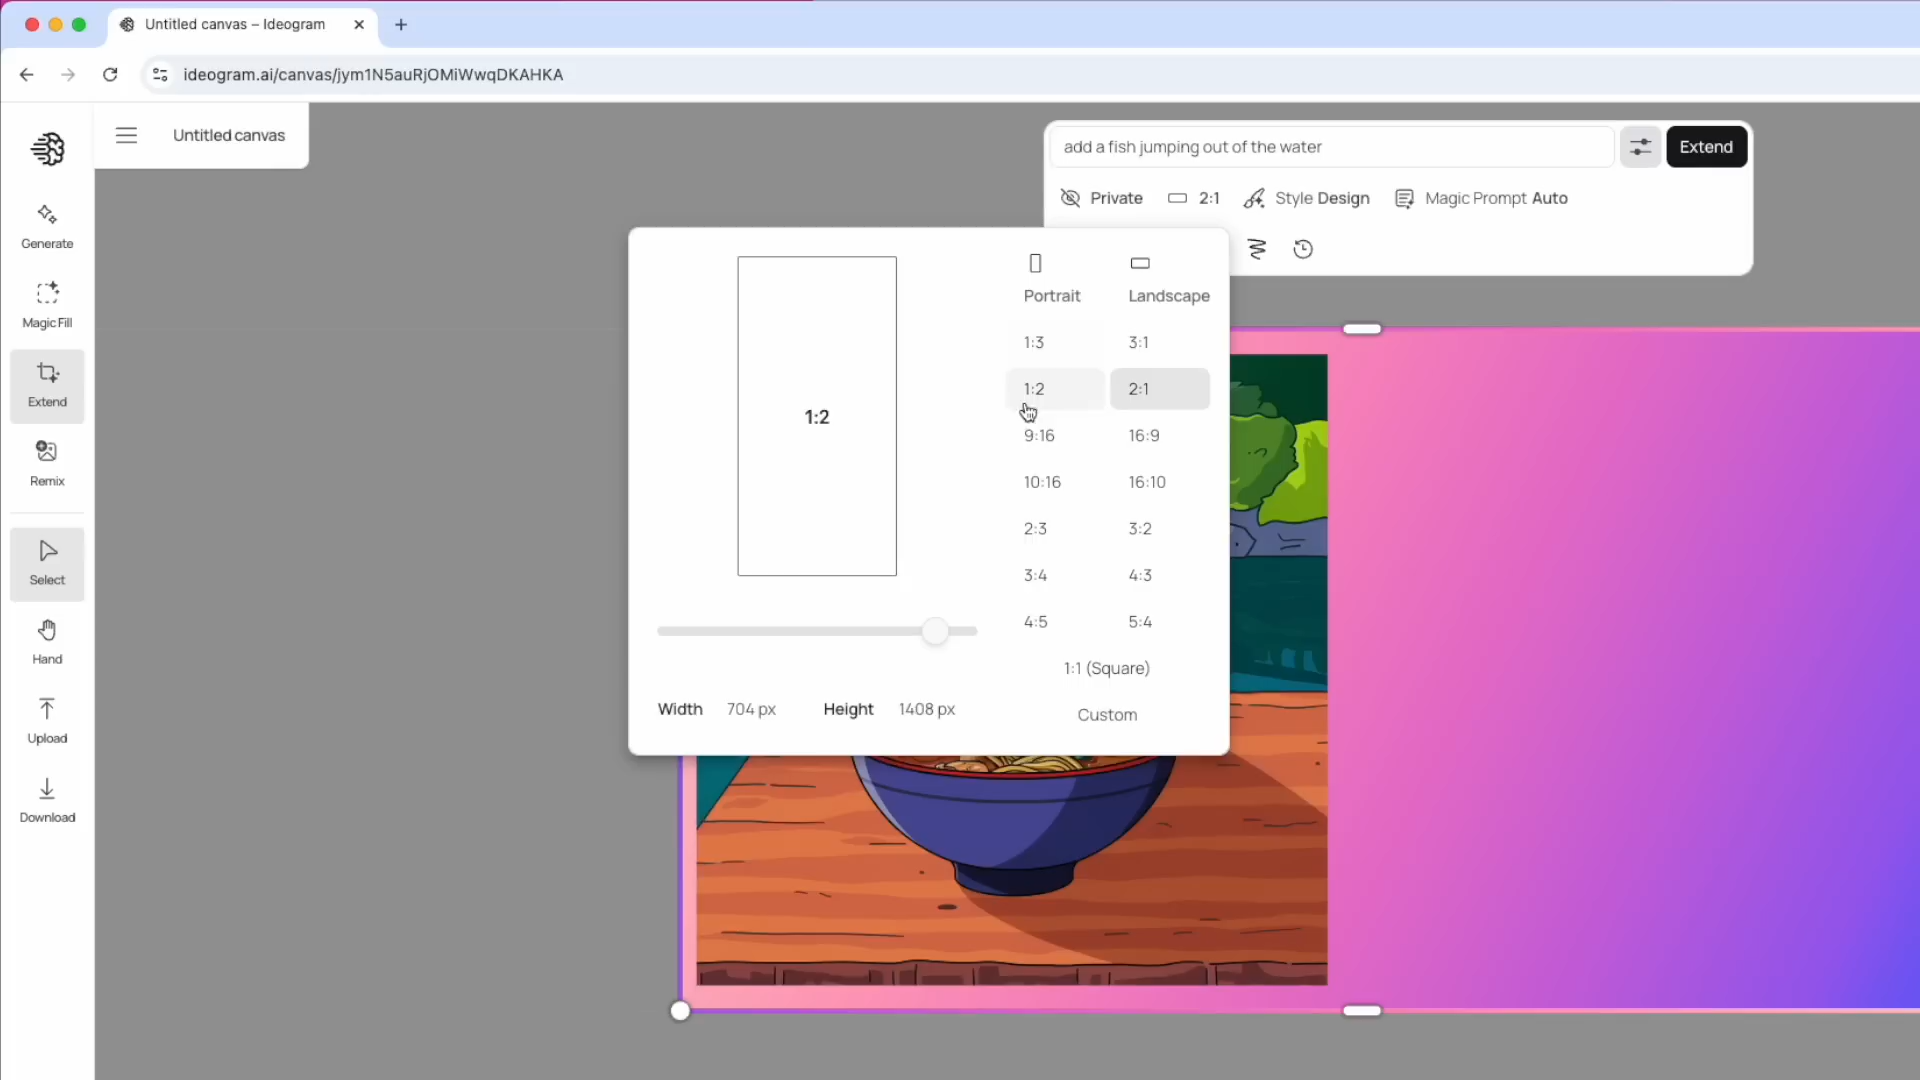 Untitled canvas – Ideogram
ideogram.ai/canvas/jym1N5auRjOMiWwqDKAHKA
Untitled canvas
add a fish jumping out of the water
Extend
Private
2:1
Style Design
Magic Prompt Auto
Generate
Magic Fill
Extend
Remix
Select
Hand
Upload
Download
1:2
Width 704 px Height 1408 px
Portrait Landscape
1:3 3:1
1:2 2:1
9:16 16:9
10:16 16:10
2:3 3:2
3:4 4:3
4:5 5:4
1:1 (Square)
Custom